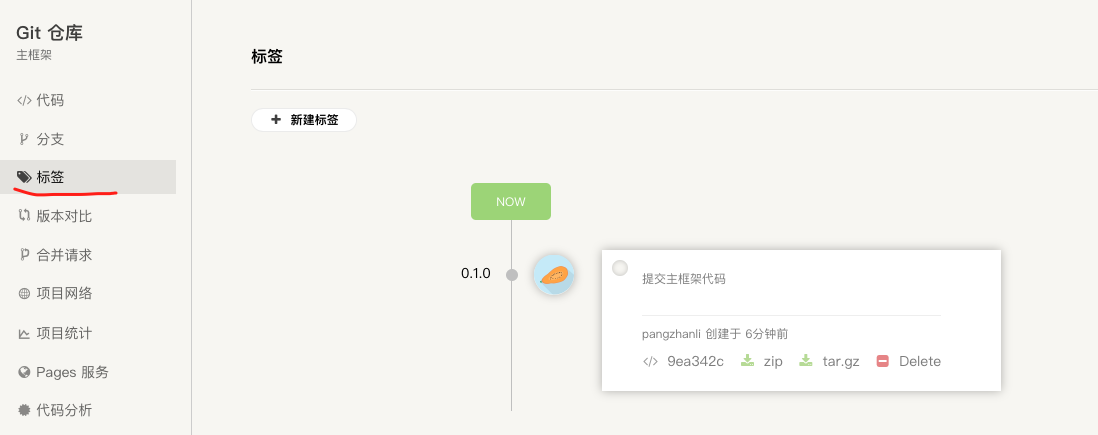 Git 仓库
主框架
代码
分支
标签
版本对比
合并请求
项目网络
项目统计
Pages 服务
代码分析
标签
新建标签
NOW
0.1.0
提交主框架代码
pangzhanli 创建于 6分钟前
9ea342c zip tar.gz Delete